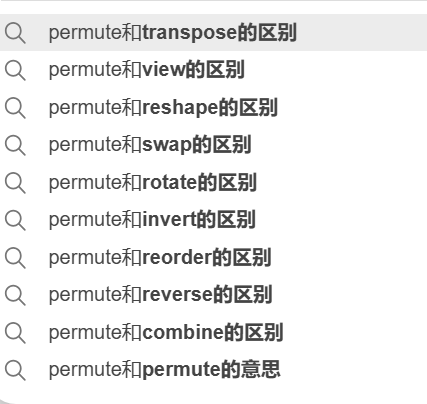 permute和transpose的区别
permute和view的区别
permute和reshape的区别
permute和swap的区别
permute和rotate的区别
permute和invert的区别
permute和reorder的区别
permute和reverse的区别
permute和combine的区别
permute和permute的意思